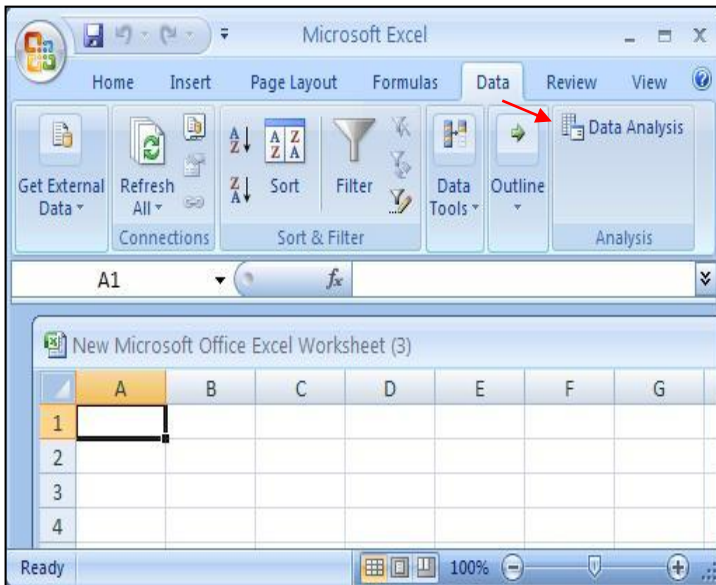 Microsoft Excel
Home Insert Page Layout Formulas Data Review View
A Z
Z A
A Z
Z A
Data Analysis
Get External Data
Refresh All
Sort
Filter
Data Tools
Outline
Connections
Sort & Filter
Analysis
A1
fx
New Microsoft Office Excel Worksheet (3)
A B C D E F G
1
2
3
4
Ready
100%